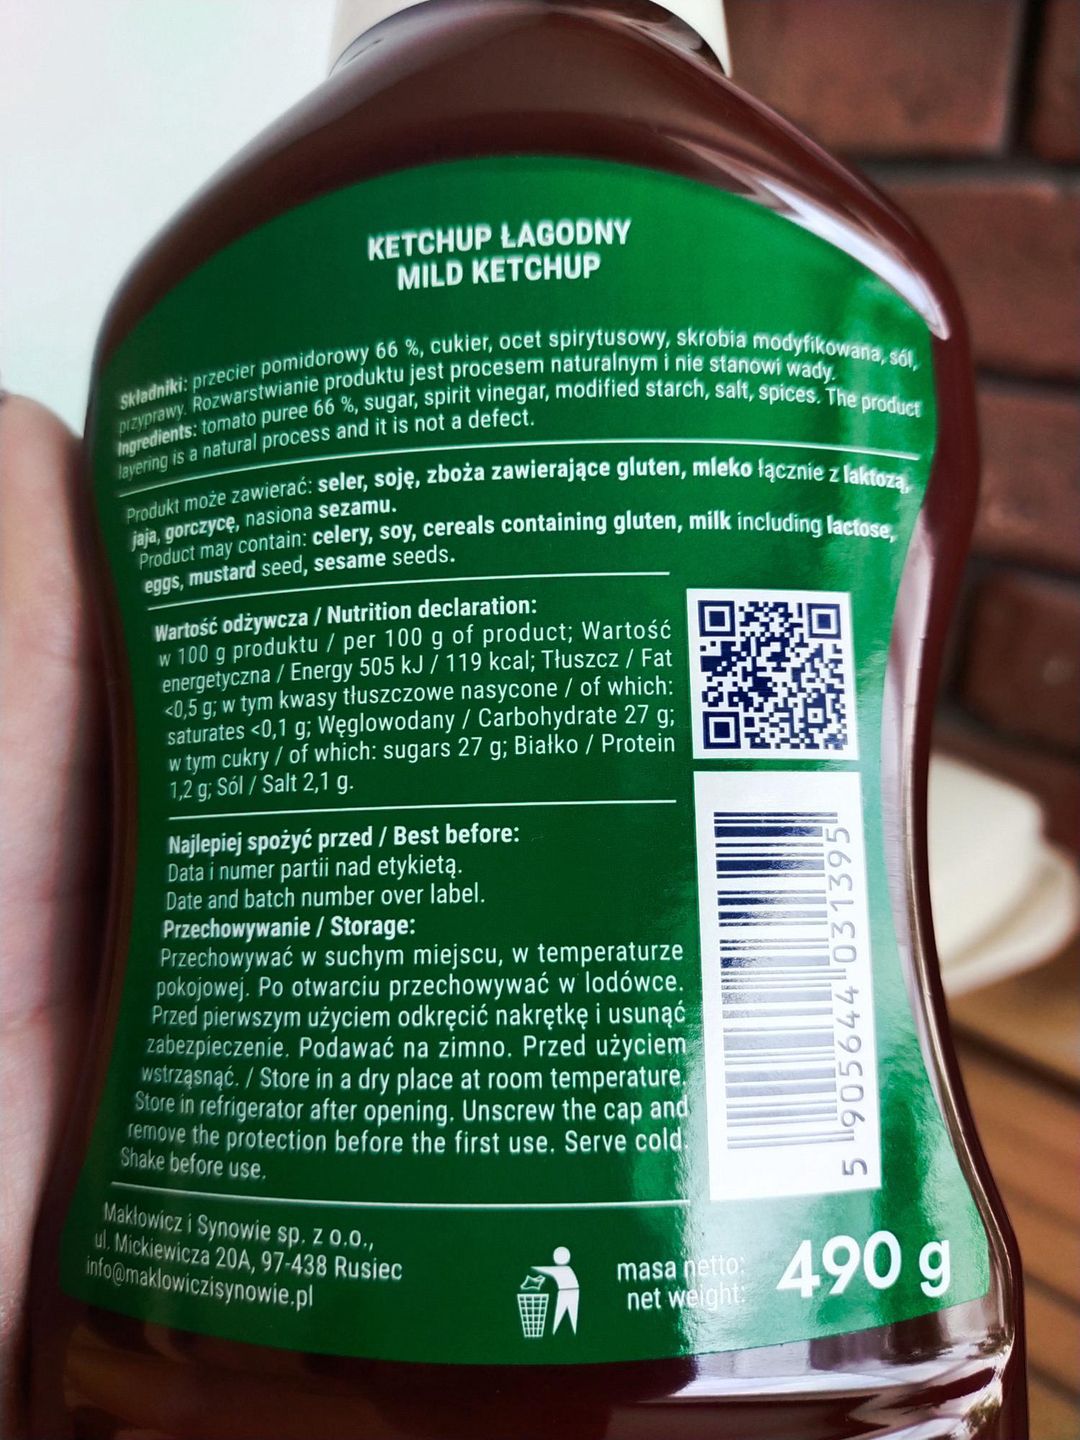 KETCHUP ŁAGODNY
MILD KETCHUP
Składniki: przecier pomidorowy 66 %, cukier, ocet spirytusowy, skrobia modyfikowana, sól,
przyprawy. Rozwarstwianie produktu jest procesem naturalnym i nie stanowi wady.
Ingredients: tomato puree 66 %, sugar, spirit vinegar, modified starch, salt, spices. The product
layering is a natural process and it is not a defect.
Produkt może zawierać: seler, soję, zboża zawierające gluten, mleko łącznie z laktozą,
jaja, gorczycę, nasiona sezamu.
Product may contain: celery, soy, cereals containing gluten, milk including lactose,
eggs, mustard seed, sesame seeds.
Wartość odżywcza / Nutrition declaration:
w 100 g produktu / per 100 g of product; Wartość
energetyczna / Energy 505 kJ / 119 kcal; Tłuszcz / Fat
<0,5 g; w tym kwasy tłuszczowe nasycone / of which:
saturates <0,1 g; Węglowodany / Carbohydrate 27 g;
w tym cukry / of which: sugars 27 g; Białko / Protein
1,2 g; Sól / Salt 2,1 g.
Najlepiej spożyć przed / Best before:
Data i numer partii nad etykietą.
Date and batch number over label.
Przechowywanie / Storage:
Przechowywać w suchym miejscu, w temperaturze
pokojowej. Po otwarciu przechowywać w lodówce.
Przed pierwszym użyciem odkręcić nakrętkę i usunąć
zabezpieczenie. Podawać na zimno. Przed użyciem
wstrząsnąć. / Store in a dry place at room temperature.
Store in refrigerator after opening. Unscrew the cap and
remove the protection before the first use. Serve cold.
Shake before use.
5 905644 031395
Makłowicz i Synowie sp. z o.o.,
ul. Mickiewicza 20A, 97-438 Rusiec
info@maklowiczisynowie.pl
masa netto:
net weight:
490 g